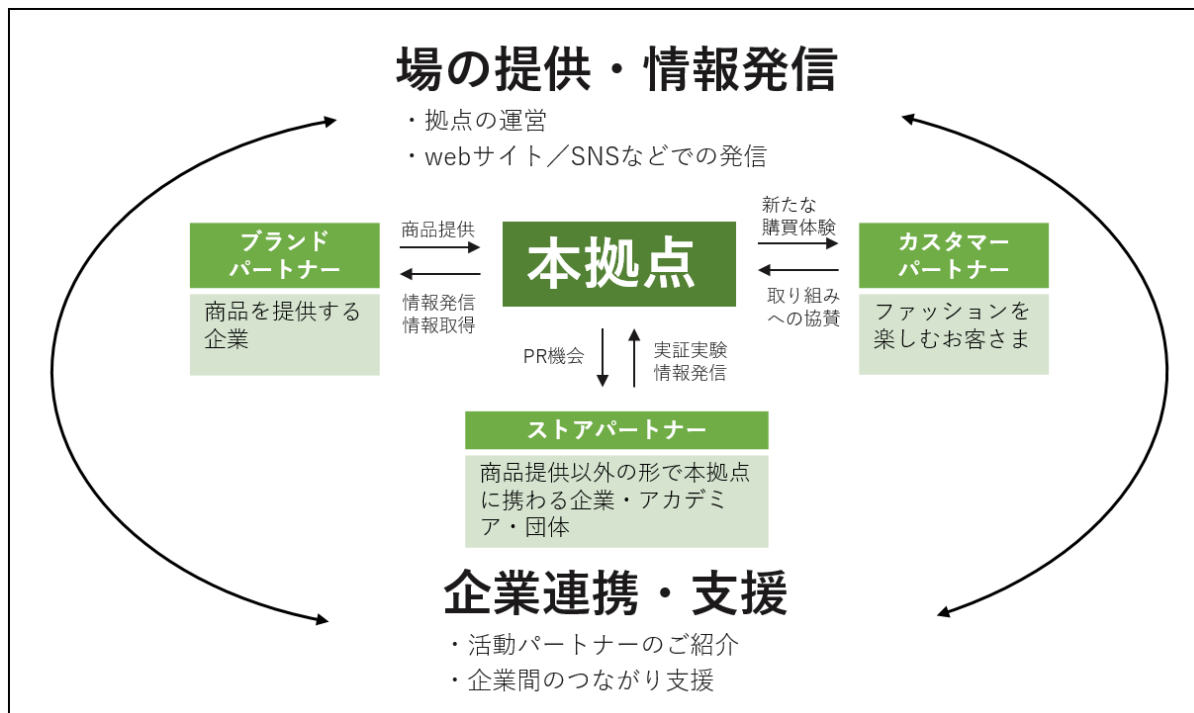 場の提供・情報発信
・拠点の運営
・webサイト／SNSなどでの発信
ブランド
パートナー
商品を提供する
企業
商品提供
情報発信
情報取得
本拠点
新たな
購買体験
取り組み
への協賛
カスタマー
パートナー
ファッションを
楽しむお客さま
PR機会
実証実験
情報発信
ストアパートナー
商品提供以外の形で本拠点
に携わる企業・アカデミ
ア・団体
企業連携・支援
・活動パートナーのご紹介
・企業間のつながり支援